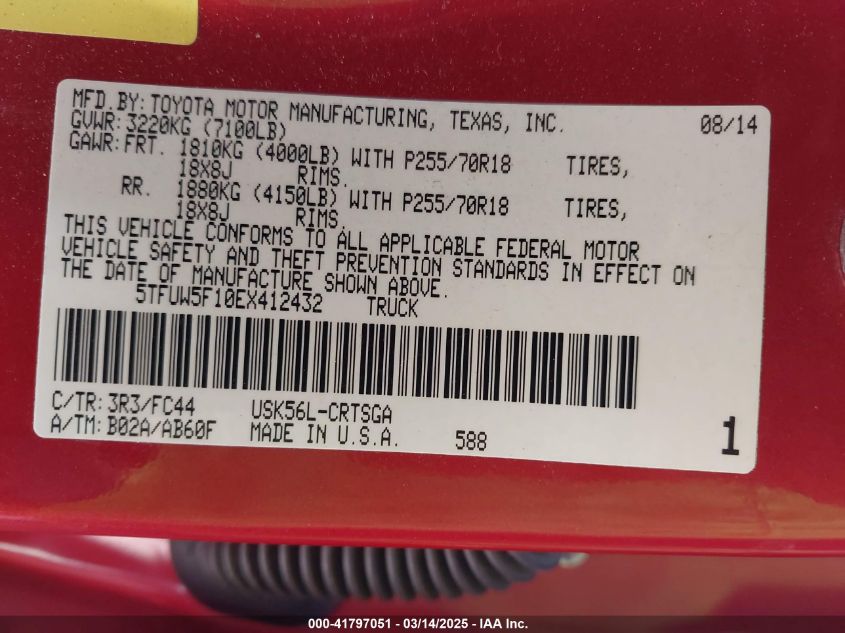 MFD. BY: TOYOTA MOTOR MANUFACTURING, TEXAS, INC. 08/14
GVWR: 3220KG (7100LB)
GAWR: FRT. 1810KG (4000LB) WITH P255/70R18 TIRES,
18X8J RIMS.
RR. 1880KG (4150LB) WITH P255/70R18 TIRES,
18X8J RIMS.
THIS VEHICLE CONFORMS TO ALL APPLICABLE FEDERAL MOTOR
VEHICLE SAFETY AND THEFT PREVENTION STANDARDS IN EFFECT ON
THE DATE OF MANUFACTURE SHOWN ABOVE.
5TFUW5F10EX412432 TRUCK
C/TR: 3R3/FC44 USK56L-CRTSGA
A/TM: B02A/AB60F MADE IN U.S.A. 588 1
000-41797051 - 03/14/2025 - IAA Inc.